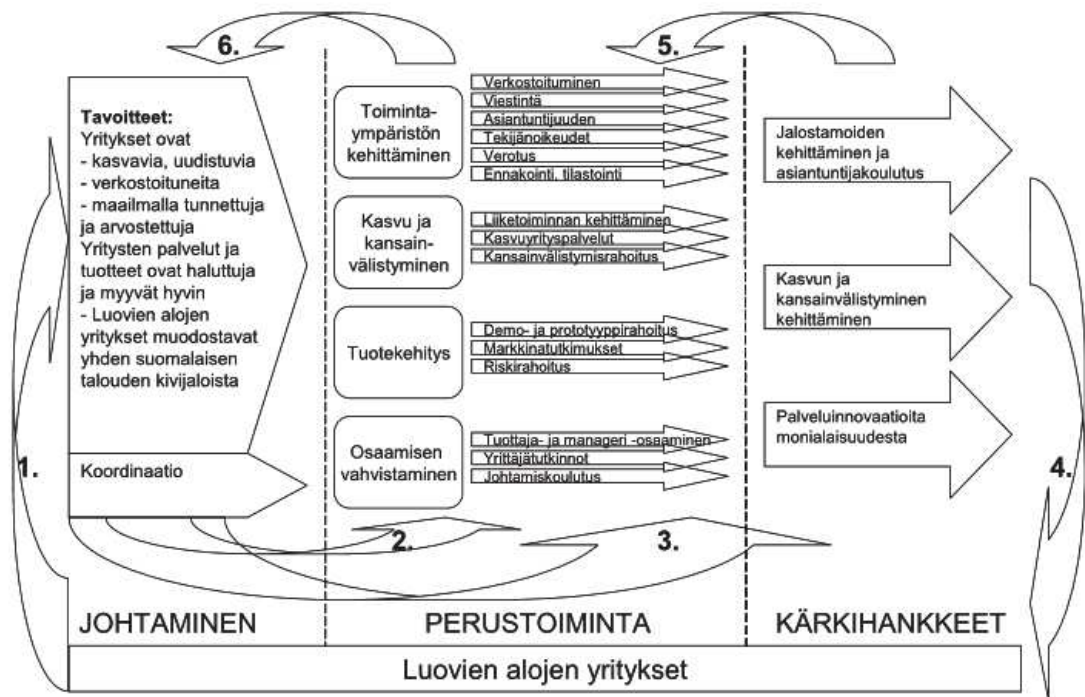 6.
5.
Tavoitteet:
Yritykset ovat
- kasvavia, uudistuvia
- verkostoituneita
- maailmalla tunnettuja
ja arvostettuja
Yritysten palvelut ja
tuotteet ovat haluttuja
ja myyvät hyvin
- Luovien alojen
yritykset muodostavat
yhden suomalaisen
talouden kivijaloista
Koordinaatio
1.
Toiminta-
ympäristön
kehittäminen
Verkostoituminen
Viestintä
Asiantuntijuuden
Tekijänoikeudet
Verotus
Ennakointi, tilastointi
Kasvu ja
kansain-
välistyminen
Liiketoiminnan kehittäminen
Kasvuyrityspalvelut
Kansainvälistymisrahoitus
Tuotekehitys
Demo- ja prototyyppirahoitus
Markkinatutkimukset
Riskirahoitus
Osaamisen
vahvistaminen
Tuottaja- ja manageri -osaaminen
Yrittäjätutkinnot
Johtamiskoulutus
Jalostamoiden
kehittäminen ja
asiantuntijakoulutus
Kasvun ja
kansainvälistyminen
kehittäminen
Palveluinnovaatioita
monialaisuudesta
4.
2.
3.
JOHTAMINEN
PERUSTOIMINTA
KÄRKIHANKKEET
Luovien alojen yritykset